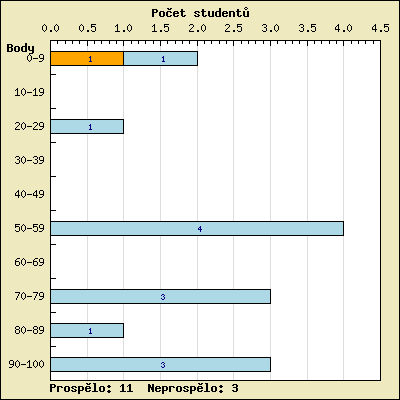 Počet studentů
0.0 0.5 1.0 1.5 2.0 2.5 3.0 3.5 4.0 4.5
Body
0-9 1 1
10-19
20-29 1
30-39
40-49
50-59 4
60-69
70-79 3
80-89 1
90-100 3
Prospělo: 11 Neprospělo: 3